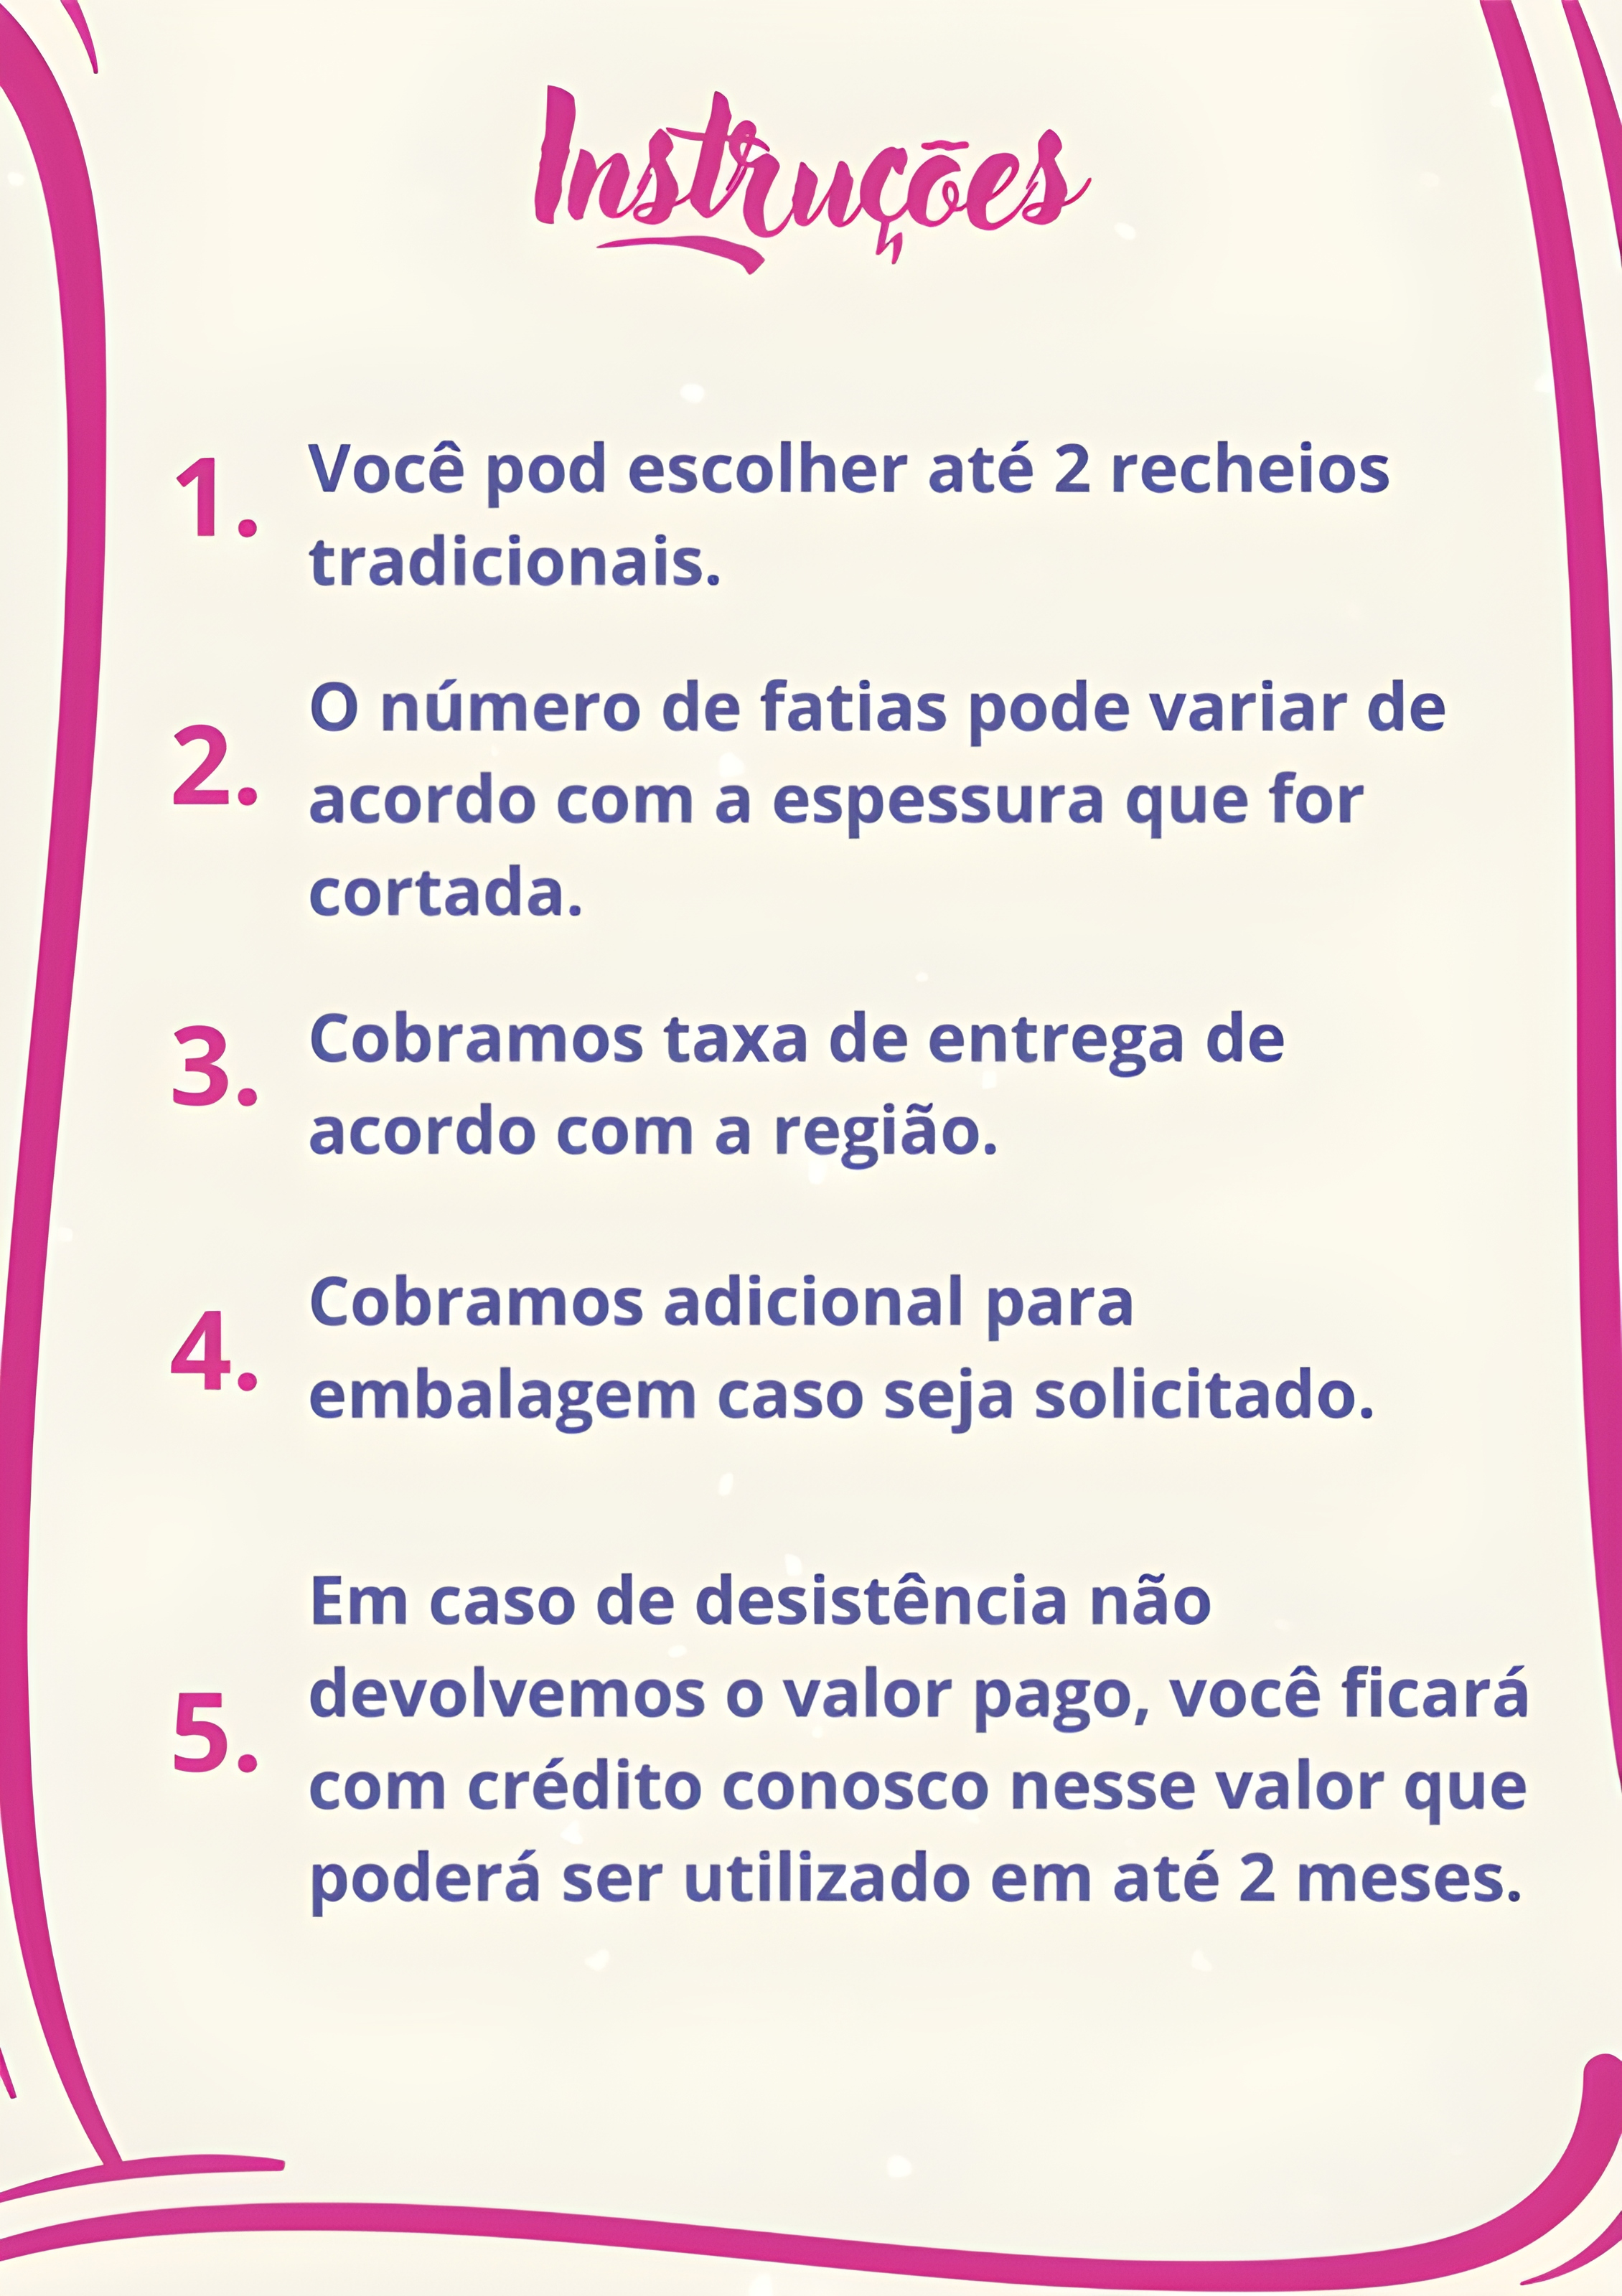 Instruções
1. Você pod escolher até 2 recheios
tradicionais.
2. O número de fatias pode variar de
acordo com a espessura que for
cortada.
3. Cobramos taxa de entrega de
acordo com a região.
4. Cobramos adicional para
embalagem caso seja solicitado.
5. Em caso de desistência não
devolvemos o valor pago, você ficará
com crédito conosco nesse valor que
poderá ser utilizado em até 2 meses.